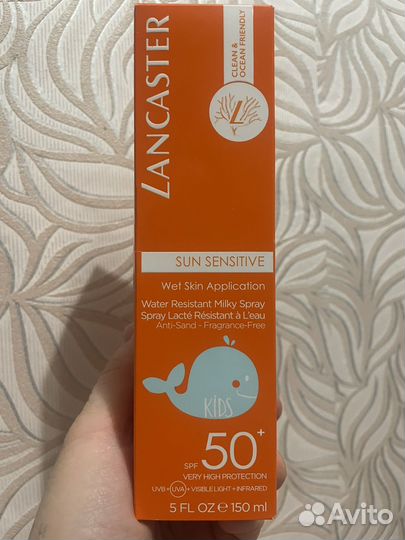 LANCASTER
CLEAN &
OCEAN FRIENDLY
L
SUN SENSITIVE
Wet Skin Application
Water Resistant Milky Spray
Spray Lacté Résistant à L'eau
Anti-Sand - Fragrance-Free
KIDS
SPF 50+
VERY HIGH PROTECTION
UVB + UVA + VISIBLE LIGHT + INFRARED
5 FL OZ e 150 ml
Avito